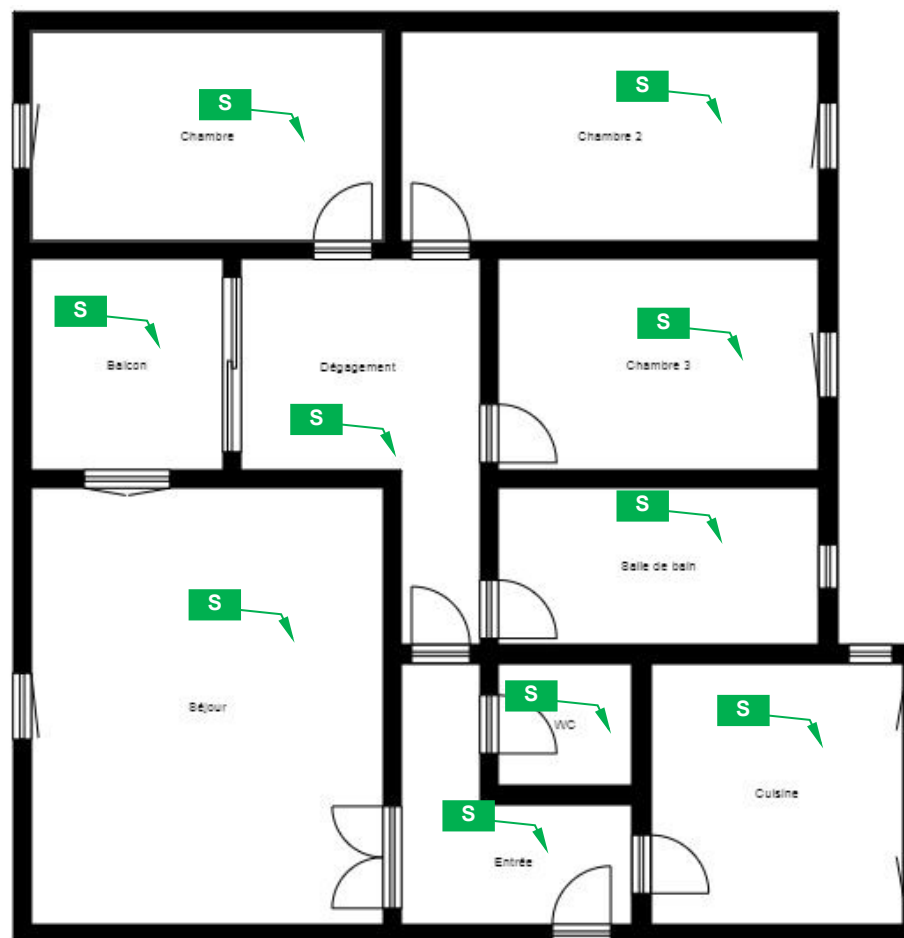 S
Chambre
S
Chambre 2
S
Balcon
Dégagement
S
S
Chambre 3
S
Salle de bain
S
Séjour
S
WC
S
Cuisine
S
Entrée